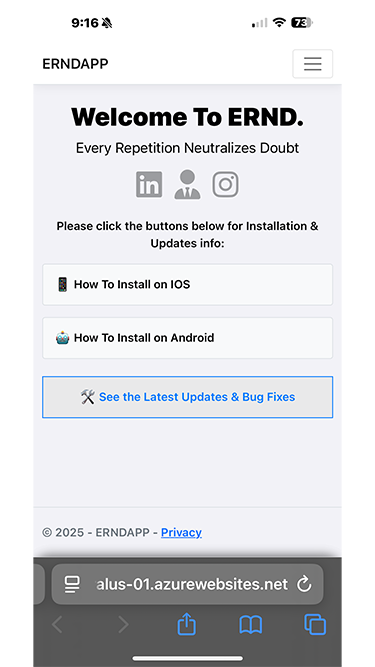 9:16
73
ERNDAPP
Welcome To ERND.
Every Repetition Neutralizes Doubt
in
Please click the buttons below for Installation &
Updates info:
How To Install on IOS
How To Install on Android
See the Latest Updates & Bug Fixes
© 2025 - ERNDAPP - Privacy
alus-01.azurewebsites.net